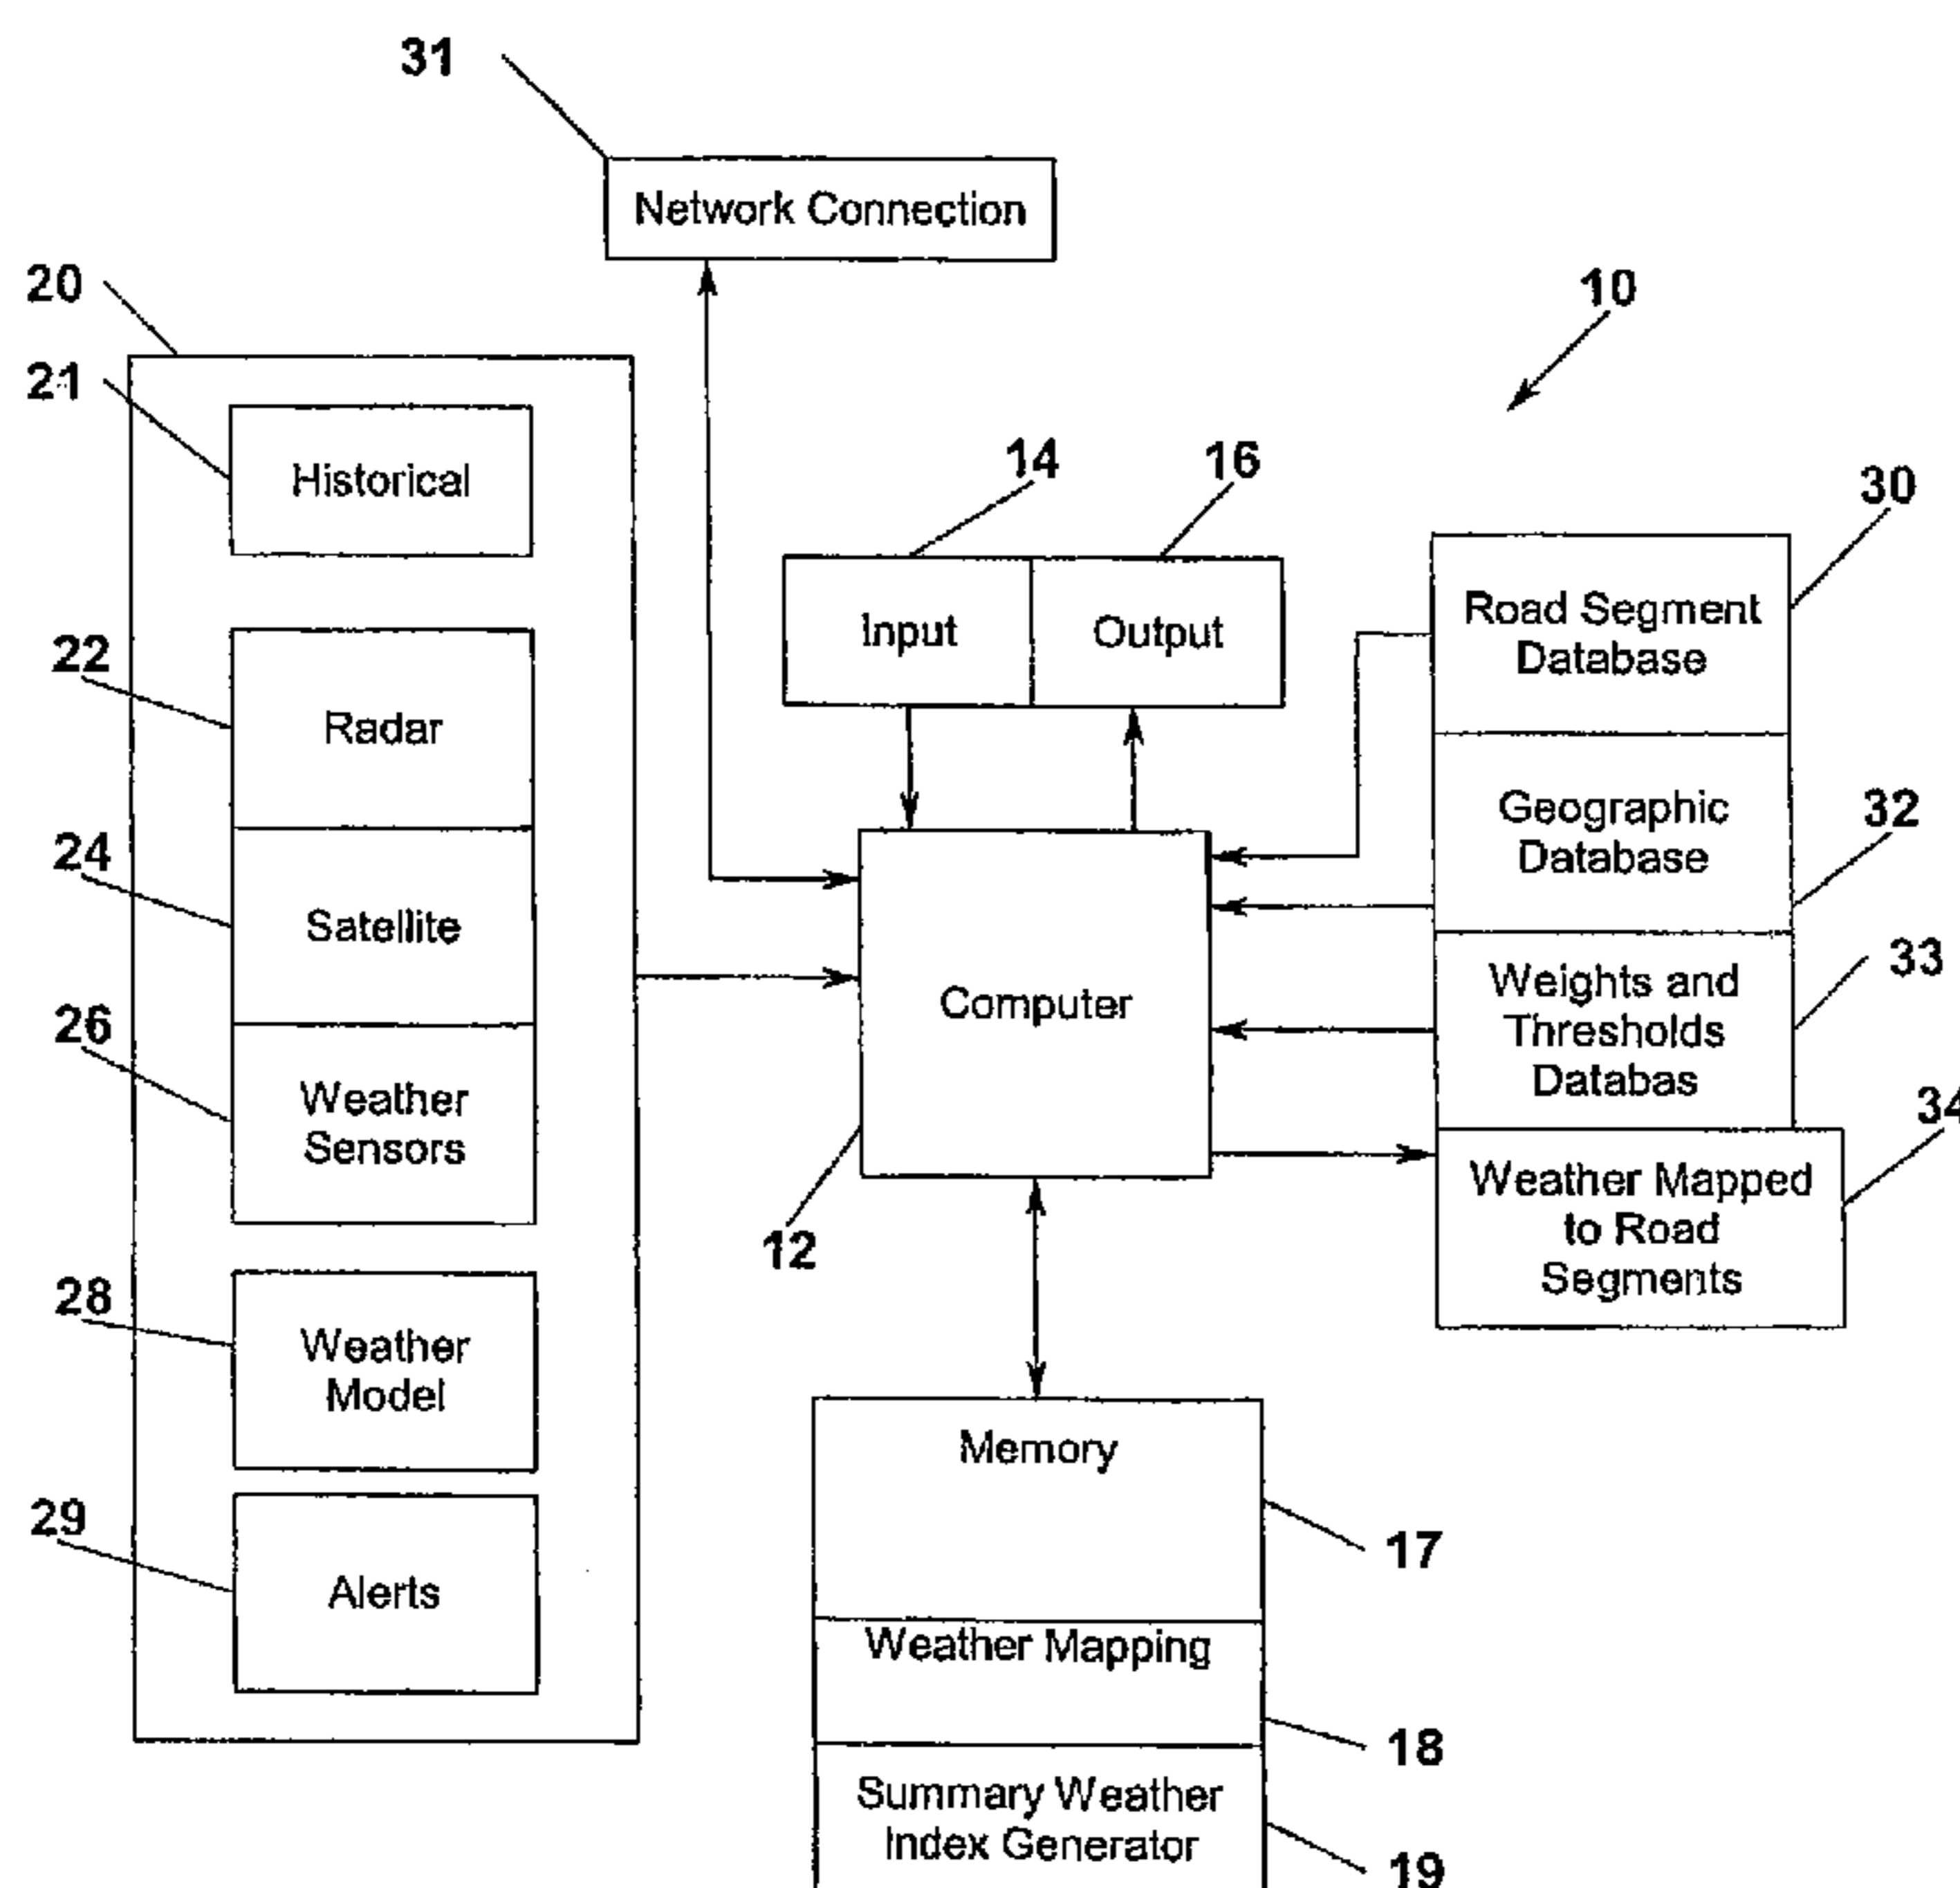 31
Network Connection
20
10
21
Historical
14
16
30
Input
Output
Road Segment
Database
22
Radar
Geographic
Database
32
24
Satellite
Computer
Weights and
Thresholds
Databas
33
26
Weather
Sensors
34
12
Weather Mapped
to Road
Segments
28
Weather
Model
Memory
29
Alerts
17
Weather Mapping
18
Summary Weather
Index Generator
19